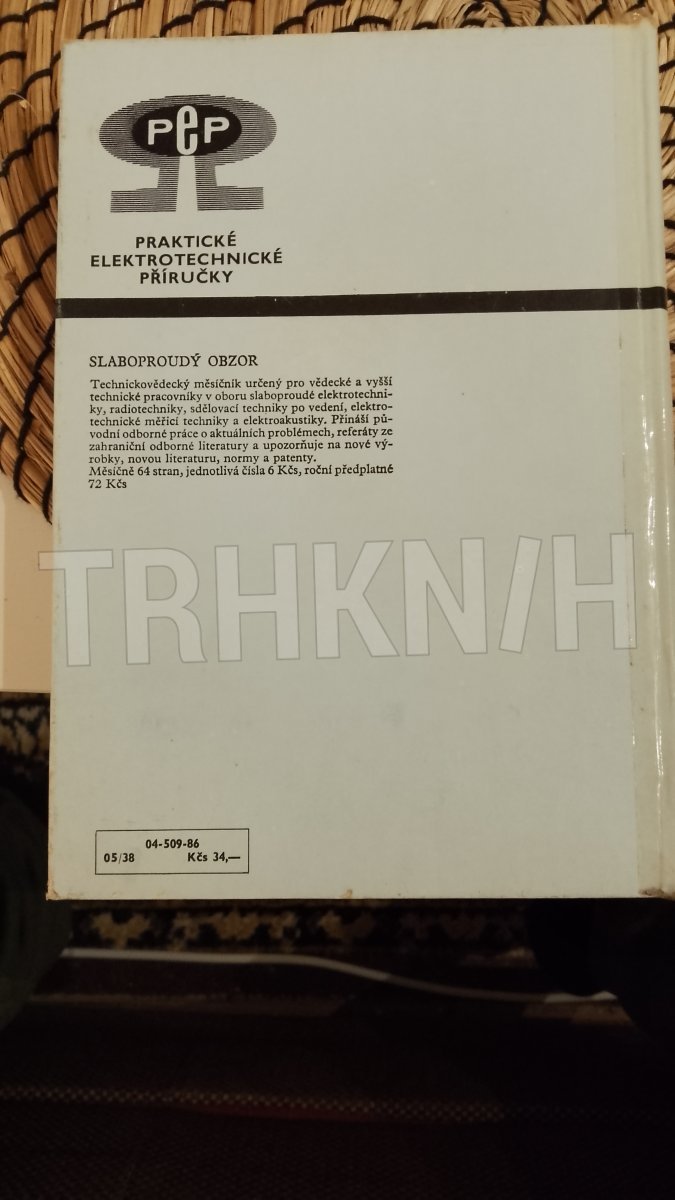 PeP
PRAKTICKÉ
ELEKTROTECHNICKÉ
PŘÍRUČKY
SLABOPROUDÝ OBZOR
Technickovědecký měsíčník určený pro vědecké a vyšší
technické pracovníky v oboru slaboproudé elektrotechni-
ky, radiotechniky, sdělovací techniky po vedení, elektro-
technické měřicí techniky a elektroakustiky. Přináší pů-
vodní odborné práce o aktuálních problémech, referáty ze
zahraniční odborné literatury a upozorňuje na nové vý-
robky, novou literaturu, normy a patenty.
Měsíčně 64 stran, jednotlivá čísla 6 Kčs, roční předplatné
72 Kčs
TRHKN/H
04-509-86
05/38 Kčs 34,—